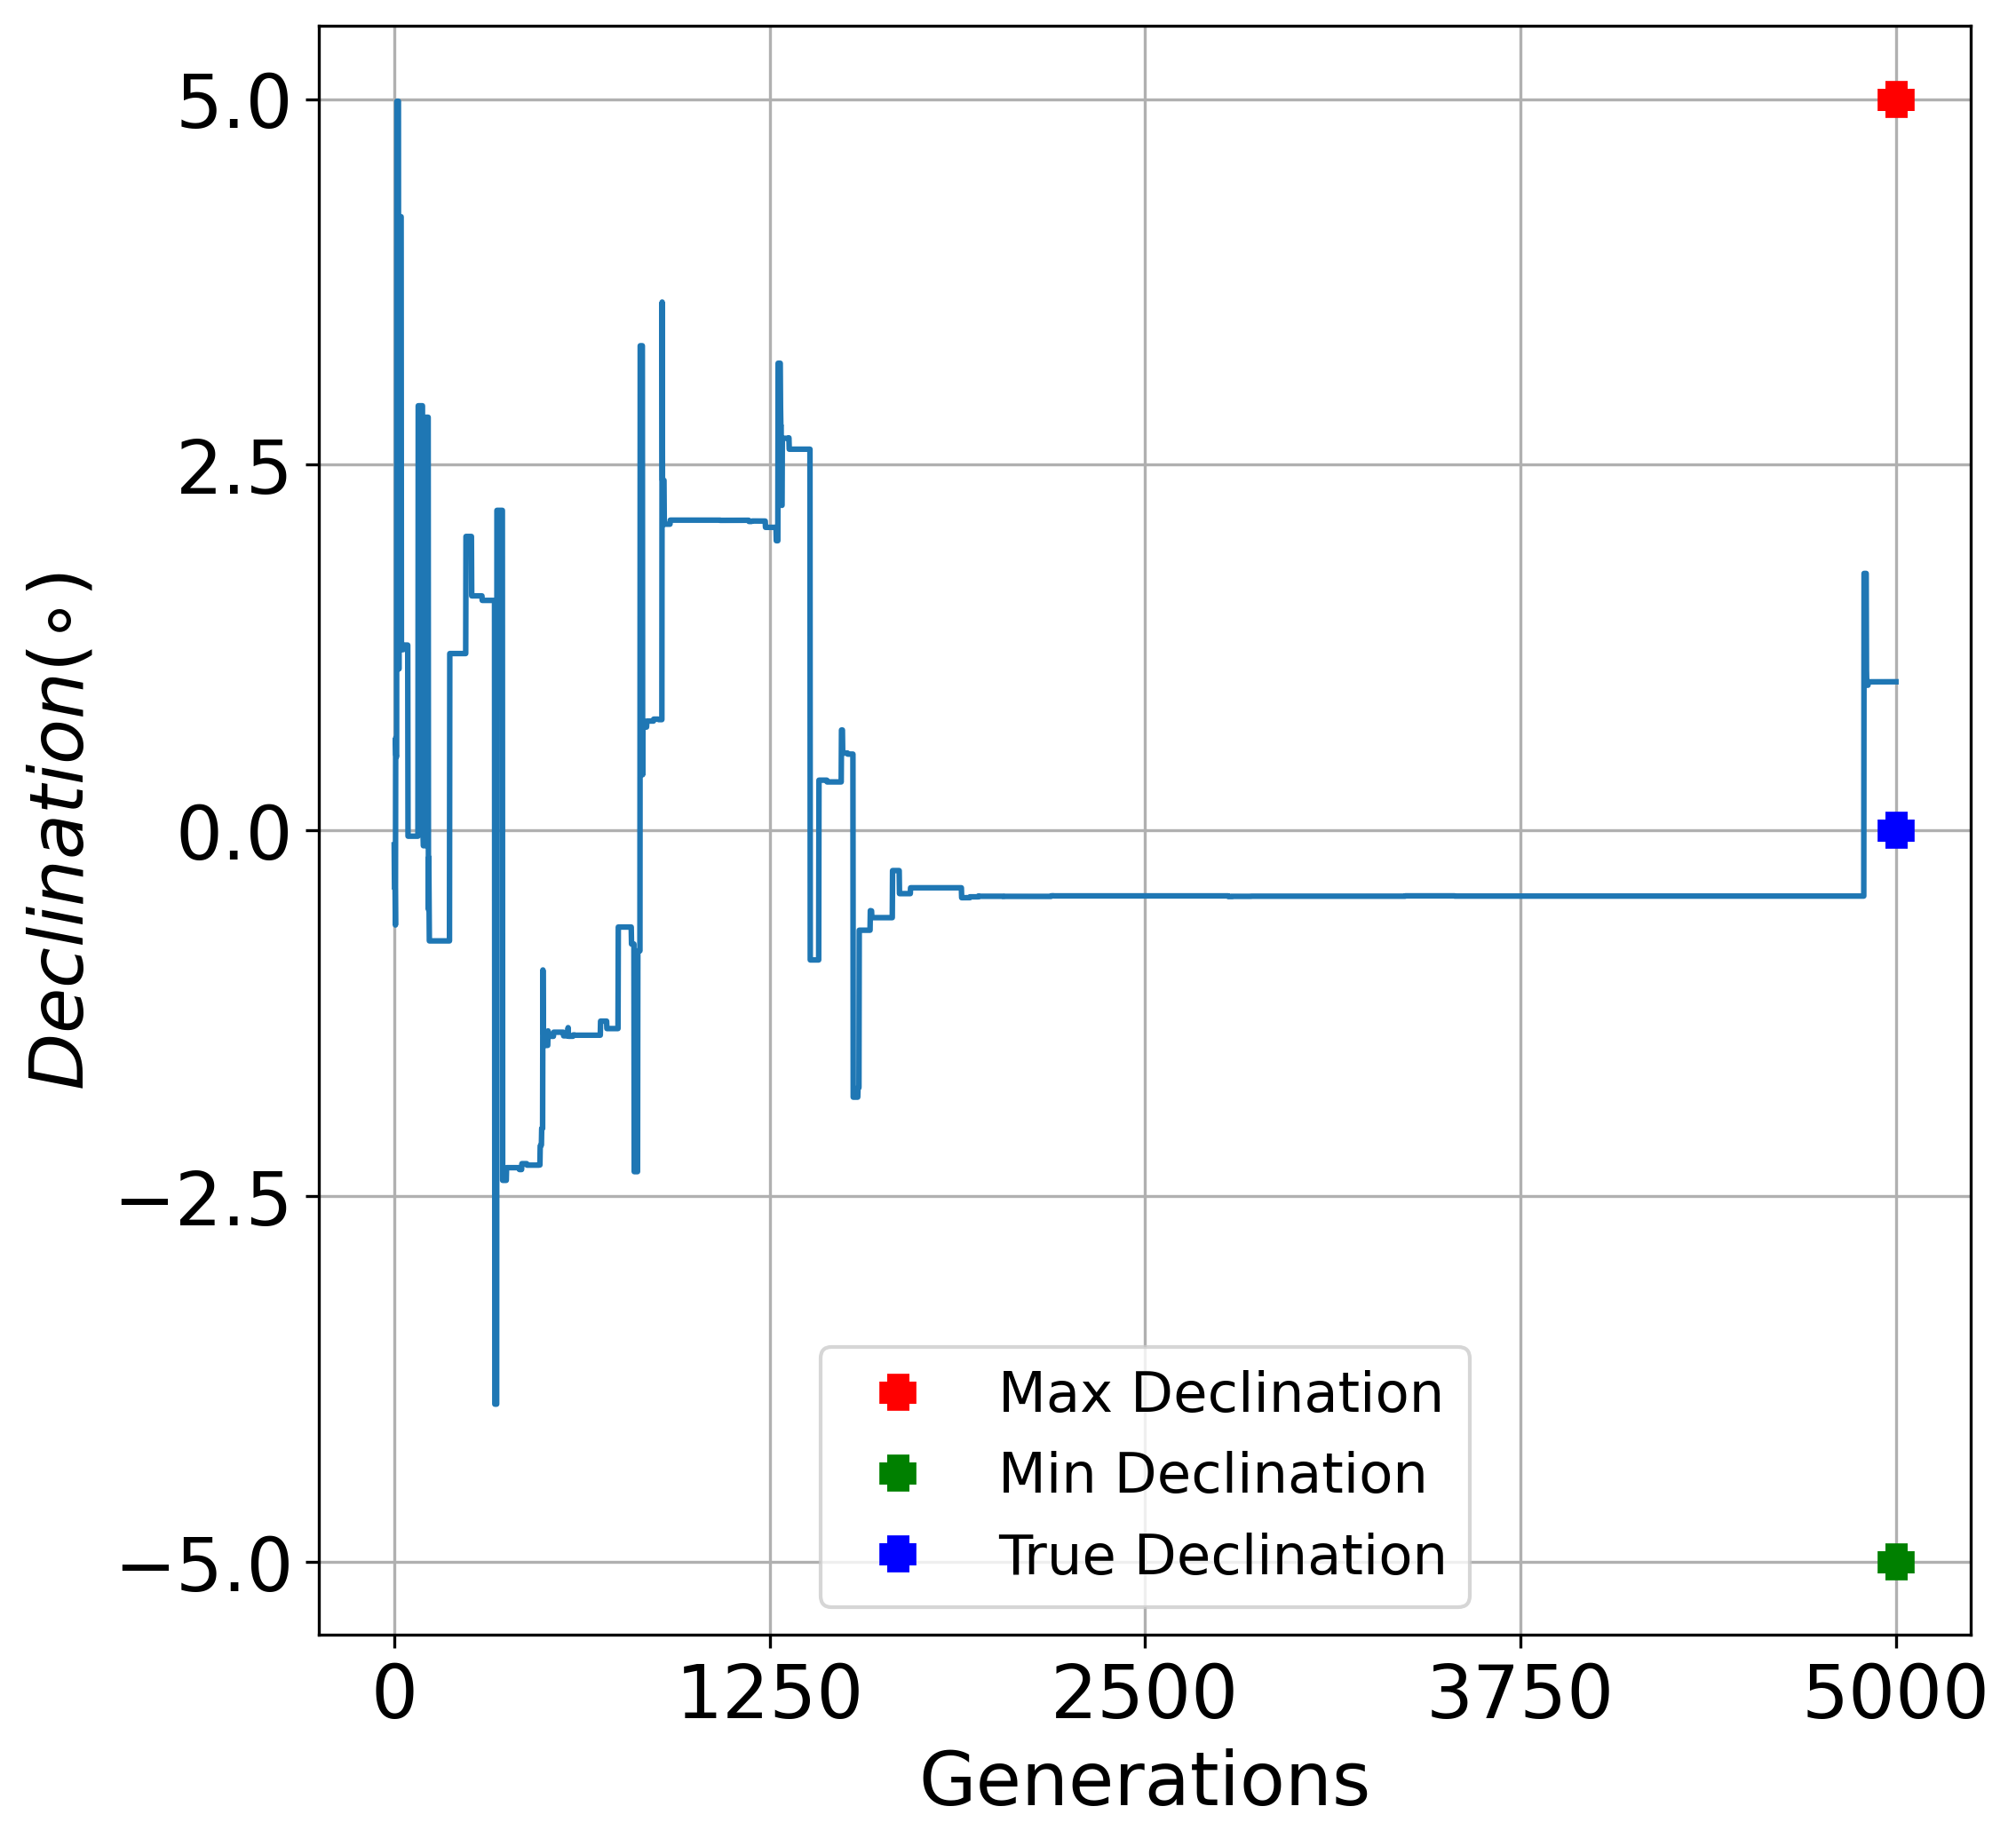 5.0
2.5
0.0
−2.5
−5.0
Declination(∘)
Max Declination
Min Declination
True Declination
0 1250 2500 3750 5000
Generations